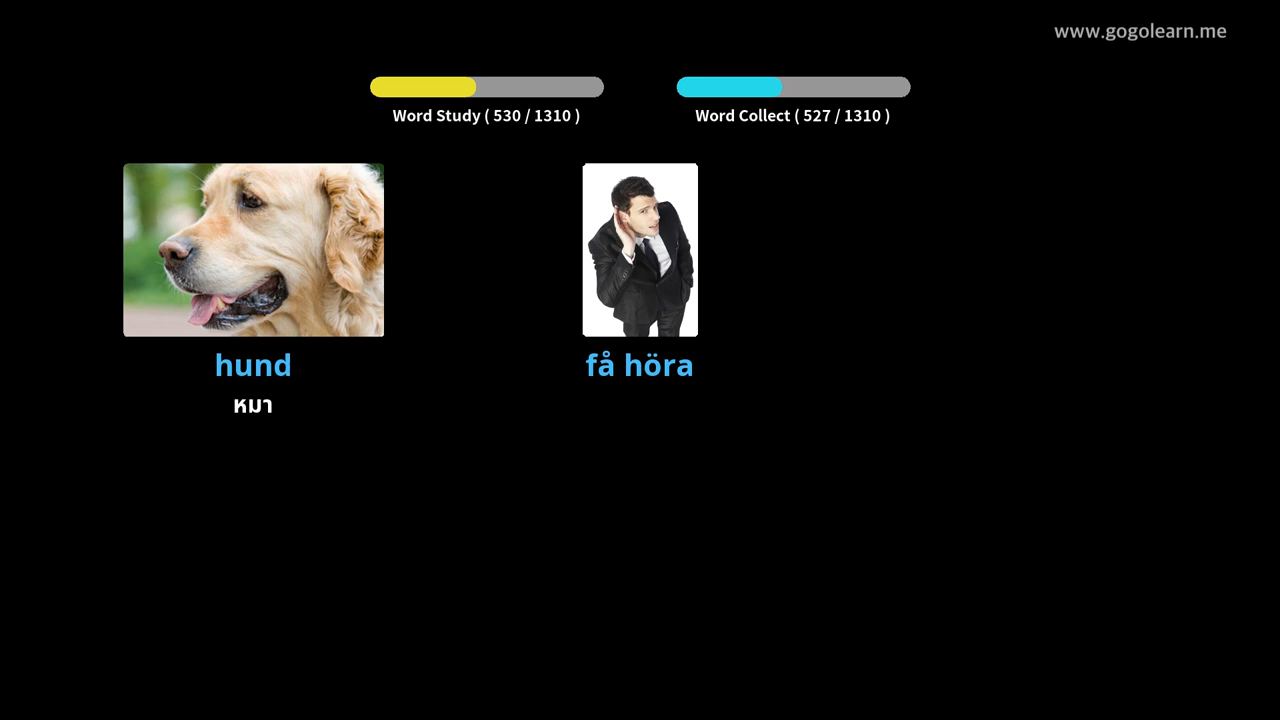 www.gogolearn.me
Word Study ( 530 / 1310 )
Word Collect ( 527 / 1310 )
hund
หมา
få höra